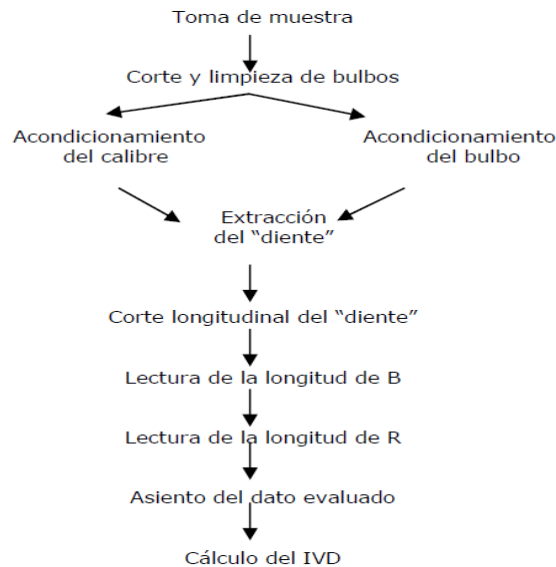 Toma de muestra
Corte y limpieza de bulbos
Acondicionamiento
del calibre
Acondicionamiento
del bulbo
Extracción
del “diente”
Corte longitudinal del “diente”
Lectura de la longitud de B
Lectura de la longitud de R
Asiento del dato evaluado
Cálculo del IVD